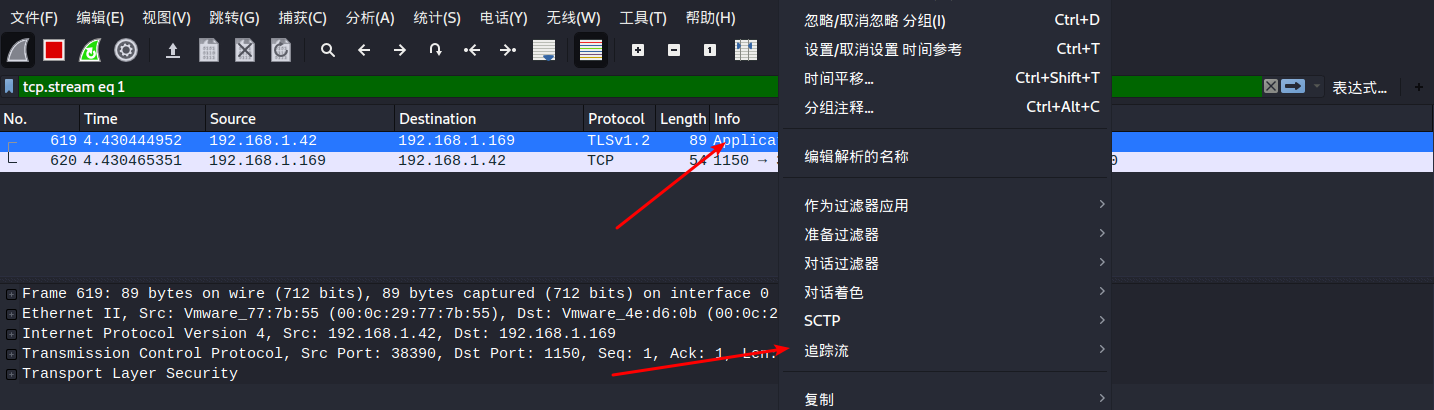 文件(F) 编辑(E) 视图(V) 跳转(G) 捕获(C) 分析(A) 统计(S) 电话(Y) 无线(W) 工具(T) 帮助(H)
tcp.stream eq 1
表达式…
No. Time Source Destination Protocol Length Info
619 4.430444952 192.168.1.42 192.168.1.169 TLSv1.2 89 Applica
620 4.430465351 192.168.1.169 192.168.1.42 TCP 54 1150 →
忽略/取消忽略 分组(I) Ctrl+D
设置/取消设置 时间参考 Ctrl+T
时间平移… Ctrl+Shift+T
分组注释… Ctrl+Alt+C
编辑解析的名称
作为过滤器应用
准备过滤器
对话过滤器
对话着色
SCTP
追踪流
复制
Frame 619: 89 bytes on wire (712 bits), 89 bytes captured (712 bits) on interface 0
Ethernet II, Src: Vmware_77:7b:55 (00:0c:29:77:7b:55), Dst: Vmware_4e:d6:0b (00:0c:2
Internet Protocol Version 4, Src: 192.168.1.42, Dst: 192.168.1.169
Transmission Control Protocol, Src Port: 38390, Dst Port: 1150, Seq: 1, Ack: 1, Len:
Transport Layer Security